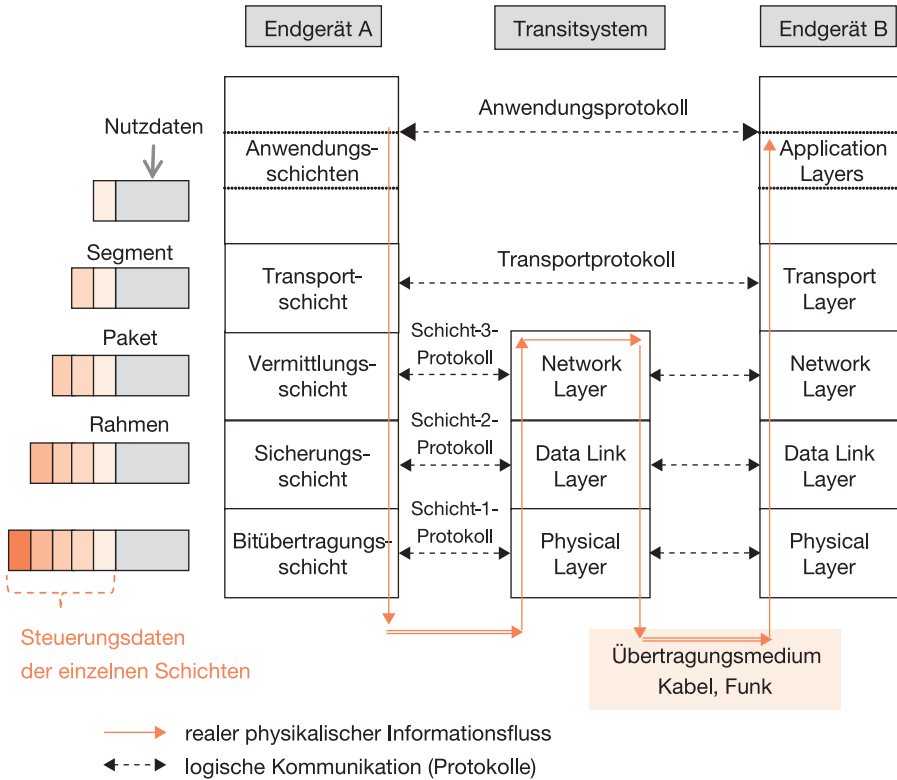 Endgerät A
Transitsystem
Endgerät B
Anwendungsprotokoll
Nutzdaten
Anwendungs-
schichten
Application
Layers
Segment
Transport-
schicht
Transportprotokoll
Transport
Layer
Paket
Vermittlungs-
schicht
Schicht-3-
Protokoll
Network
Layer
Network
Layer
Rahmen
Sicherungs-
schicht
Schicht-2-
Protokoll
Data Link
Layer
Data Link
Layer
Bitübertragungs-
schicht
Schicht-1-
Protokoll
Physical
Layer
Physical
Layer
Steuerungsdaten
der einzelnen Schichten
Übertragungsmedium
Kabel, Funk
realer physikalischer Informationsfluss
logische Kommunikation (Protokolle)